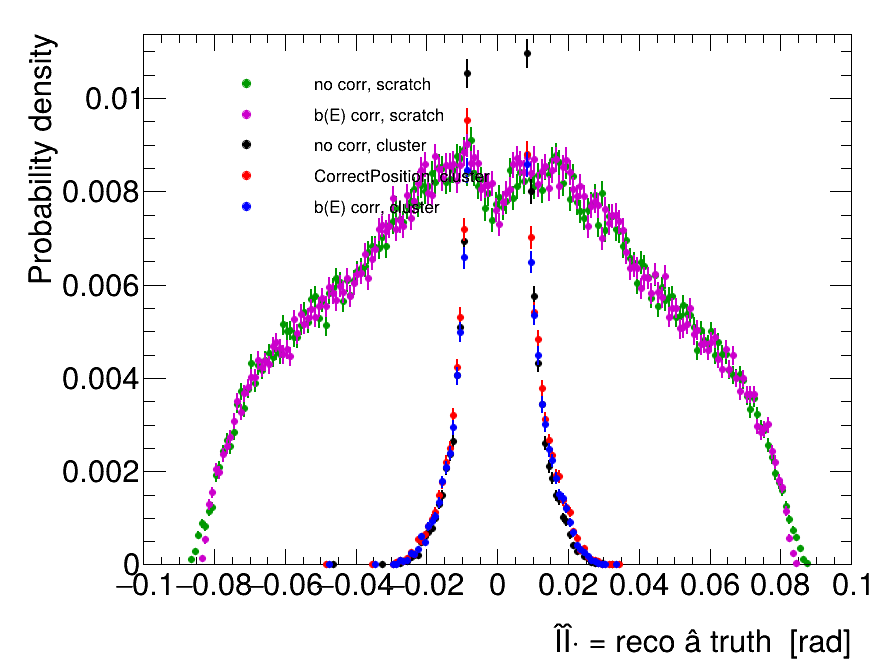 Probability density
0.01
0.008
0.006
0.004
0.002
0
no corr, scratch
b(E) corr, scratch
no corr, cluster
CorrectPosition, cluster
b(E) corr, cluster
−0.1 −0.08 −0.06 −0.04 −0.02 0 0.02 0.04 0.06 0.08 0.1
ÎÎ· = reco â truth [rad]